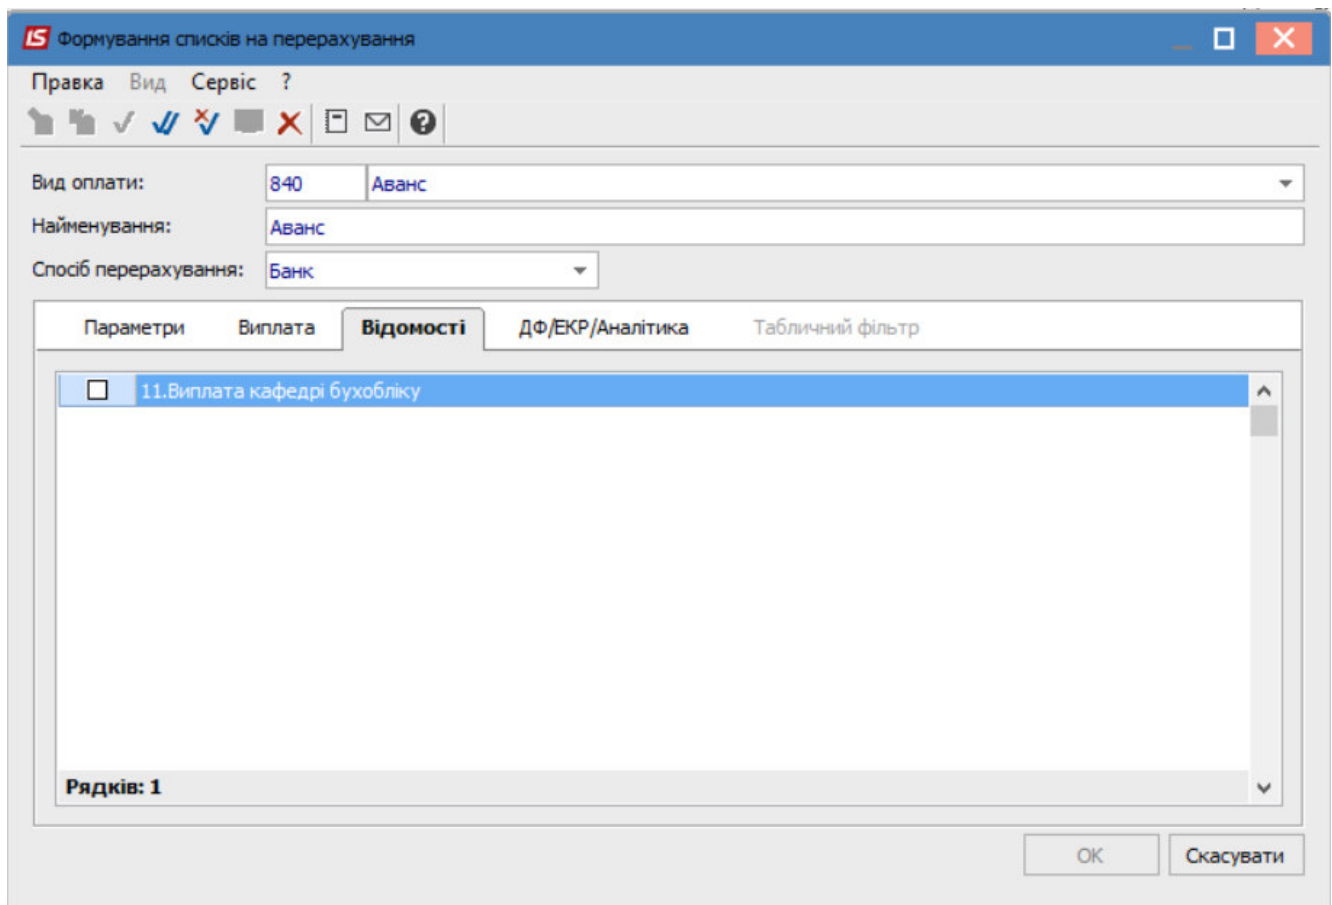 IS Формування списків на перерахування
Правка Вид Сервіс ?
Вид оплати: 840 Аванс
Найменування: Аванс
Спосіб перерахування: Банк
Параметри Виплата Відомості ДФ/ЕКР/Аналітика Табличний фільтр
11.Виплата кафедрі бухобліку
Рядків: 1
ОК Скасувати